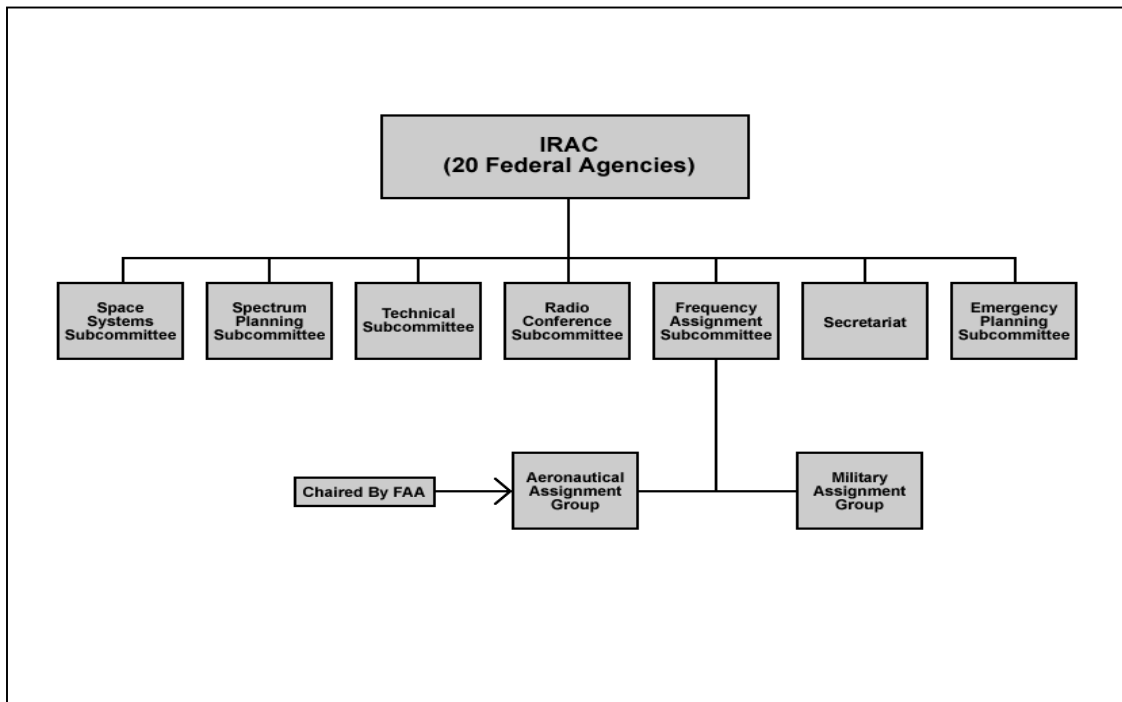 IRAC
(20 Federal Agencies)
Space
Systems
Subcommittee
Spectrum
Planning
Subcommittee
Technical
Subcommittee
Radio
Conference
Subcommittee
Frequency
Assignment
Subcommittee
Secretariat
Emergency
Planning
Subcommittee
Chaired By FAA
Aeronautical
Assignment
Group
Military
Assignment
Group